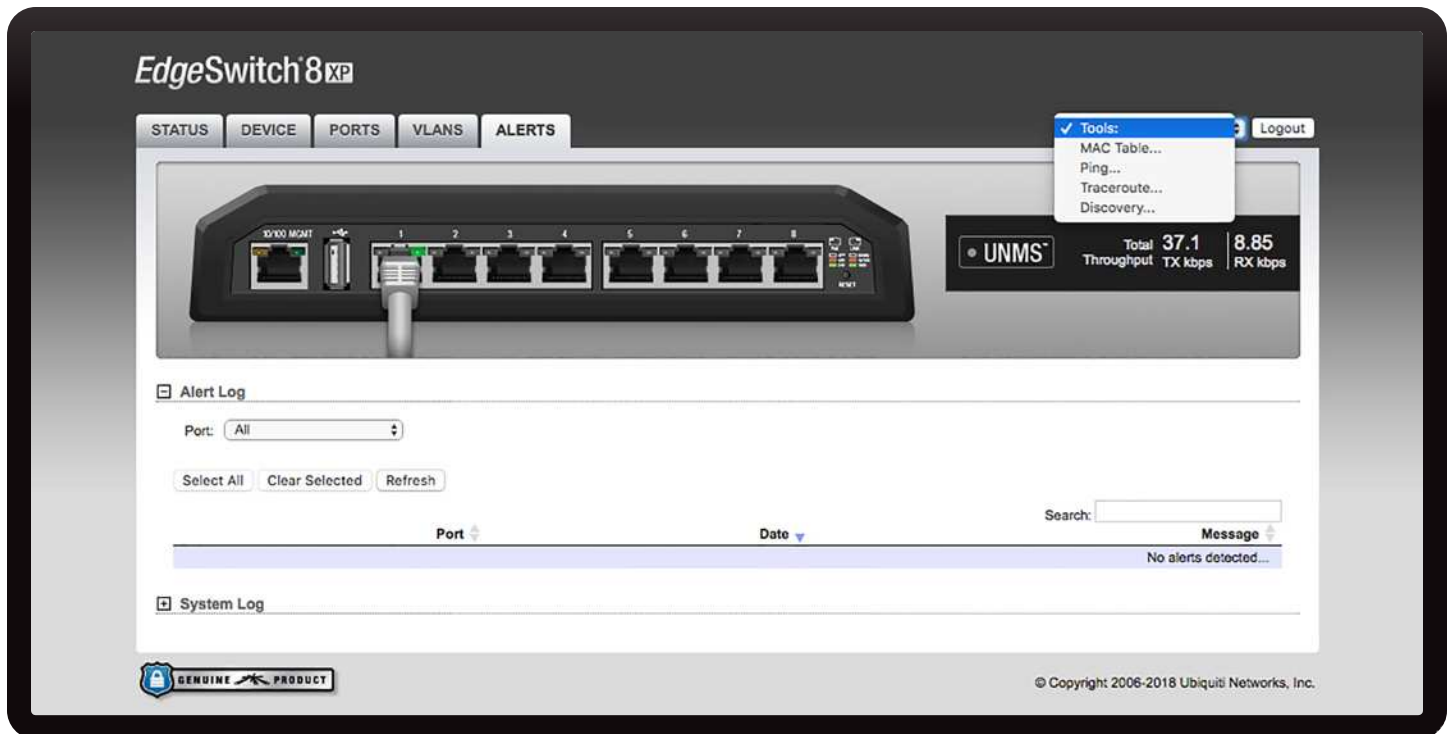 EdgeSwitch 8 XP
STATUS DEVICE PORTS VLANS ALERTS
✓ Tools:
Logout
MAC Table...
Ping...
Traceroute...
Discovery...
10/100 MGMT 1 2 3 4 5 6 7 8
RESET
UNMS™
Total Throughput 37.1 TX kbps 8.85 RX kbps
Alert Log
Port: All
Select All Clear Selected Refresh
Search:
Port Date Message
No alerts detected...
System Log
GENUINE PRODUCT
© Copyright 2006-2018 Ubiquiti Networks, Inc.